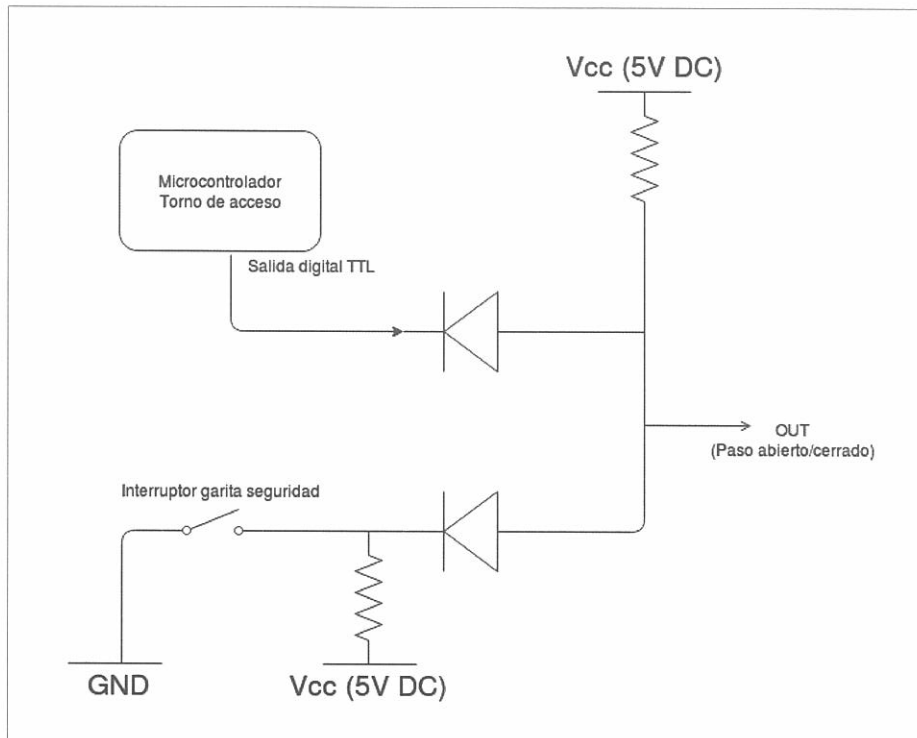 Vcc (5V DC)
Microcontrolador
Torno de acceso
Salida digital TTL
OUT
(Paso abierto/cerrado)
Interruptor garita seguridad
GND
Vcc (5V DC)